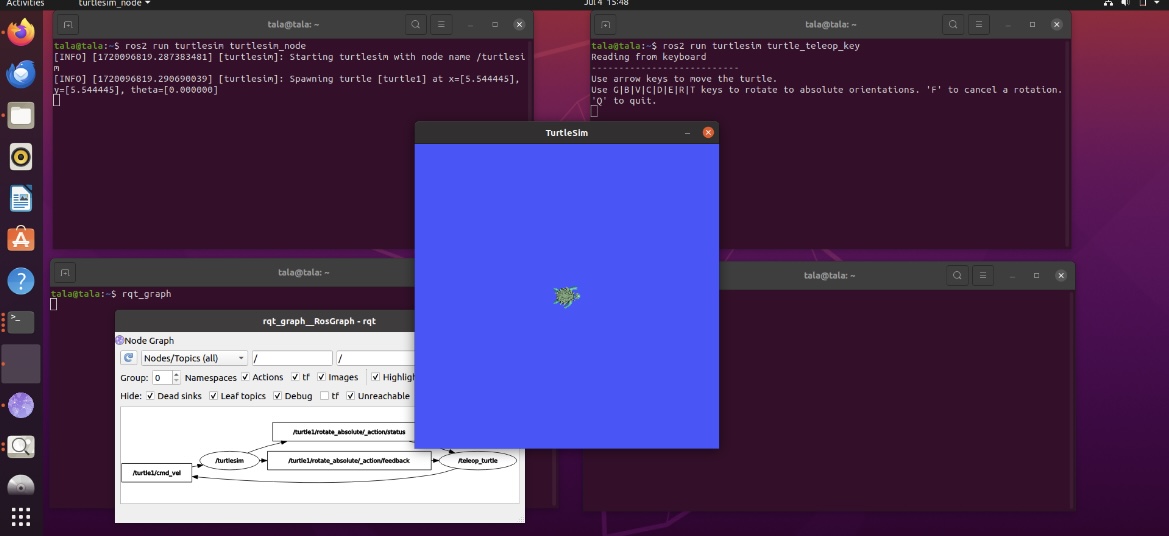 Activities
turtlesim_node
Jul 4 15:48
tala@tala: ~
tala@tala:~$ ros2 run turtlesim turtlesim_node
[INFO] [1720096819.287383481] [turtlesim]: Starting turtlesim with node name /turtlesi
m
[INFO] [1720096819.290690039] [turtlesim]: Spawning turtle [turtle1] at x=[5.544445],
y=[5.544445], theta=[0.000000]
tala@tala: ~
tala@tala:~$ ros2 run turtlesim turtle_teleop_key
Reading from keyboard
---------------------------
Use arrow keys to move the turtle.
Use G|B|V|C|D|E|R|T keys to rotate to absolute orientations. 'F' to cancel a rotation.
'Q' to quit.
TurtleSim
tala@tala: ~
tala@tala:~$ rqt_graph
tala@tala: ~
rqt_graph__RosGraph - rqt
Node Graph
Nodes/Topics (all) / /
Group: 0 Namespaces Actions tf Images Highligh
Hide: Dead sinks Leaf topics Debug tf Unreachable
/turtle1/rotate_absolute/_action/status
/turtlesim
/turtle1/rotate_absolute/_action/feedback
/teleop_turtle
/turtle1/cmd_vel